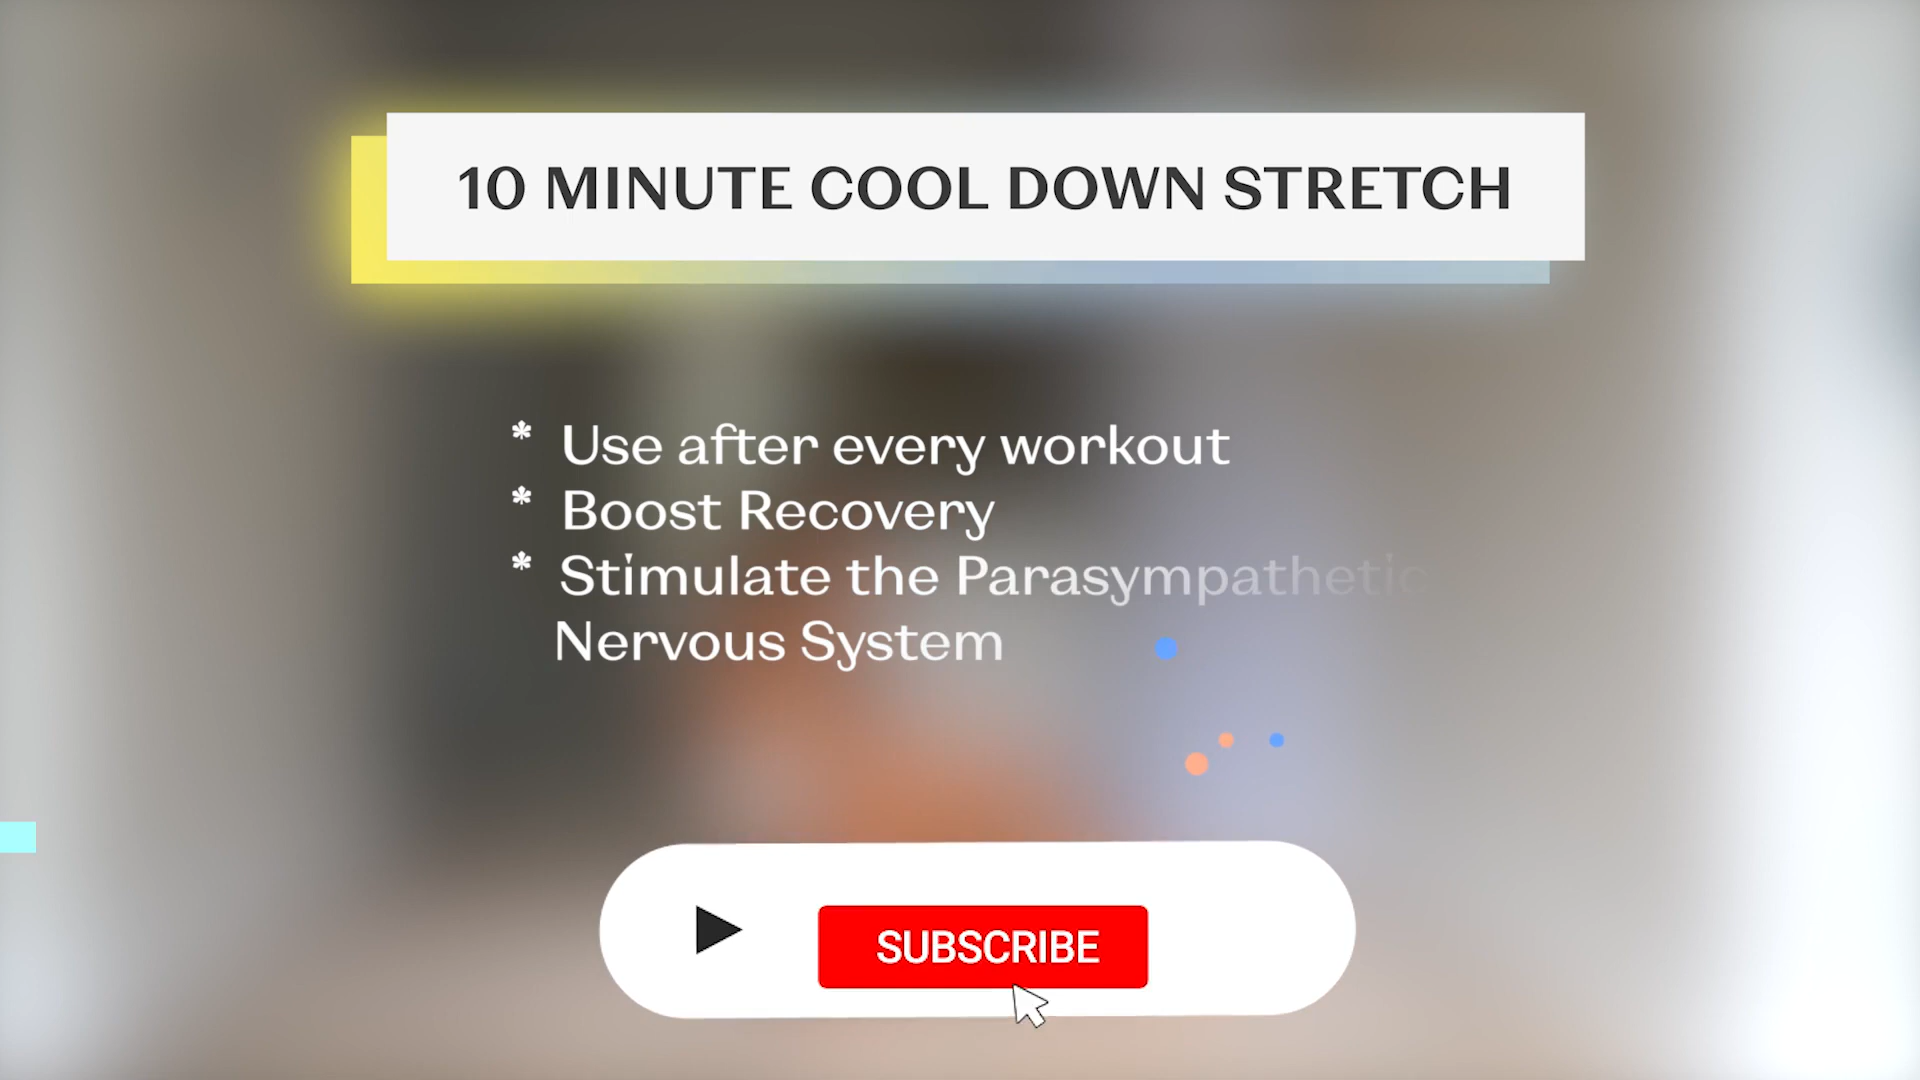 10 MINUTE COOL DOWN STRETCH
* Use after every workout
* Boost Recovery
* Stimulate the Parasympathetic
Nervous System
SUBSCRIBE